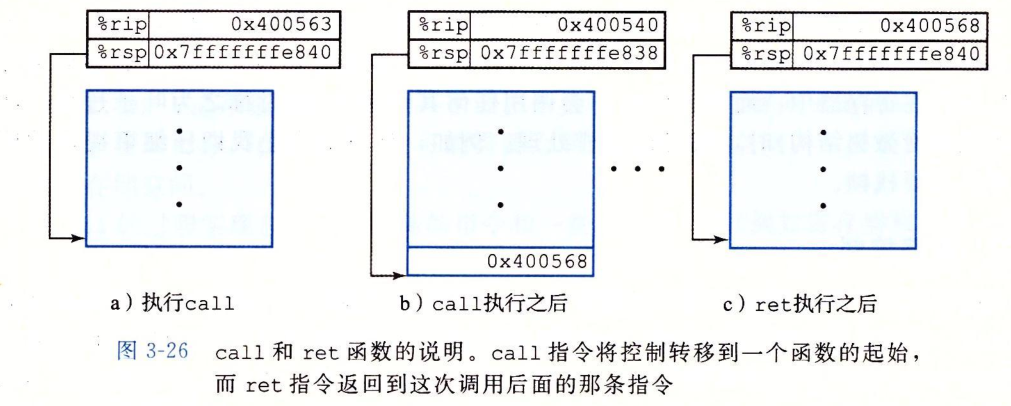 %rip 0x400563
%rsp 0x7fffffffe840
%rip 0x400540
%rsp 0x7fffffffe838
%rip 0x400568
%rsp 0x7fffffffe840
0x400568
a）执行call
b）call执行之后
c）ret执行之后
图 3-26 call 和 ret 函数的说明。call 指令将控制转移到一个函数的起始，
而 ret 指令返回到这次调用后面的那条指令